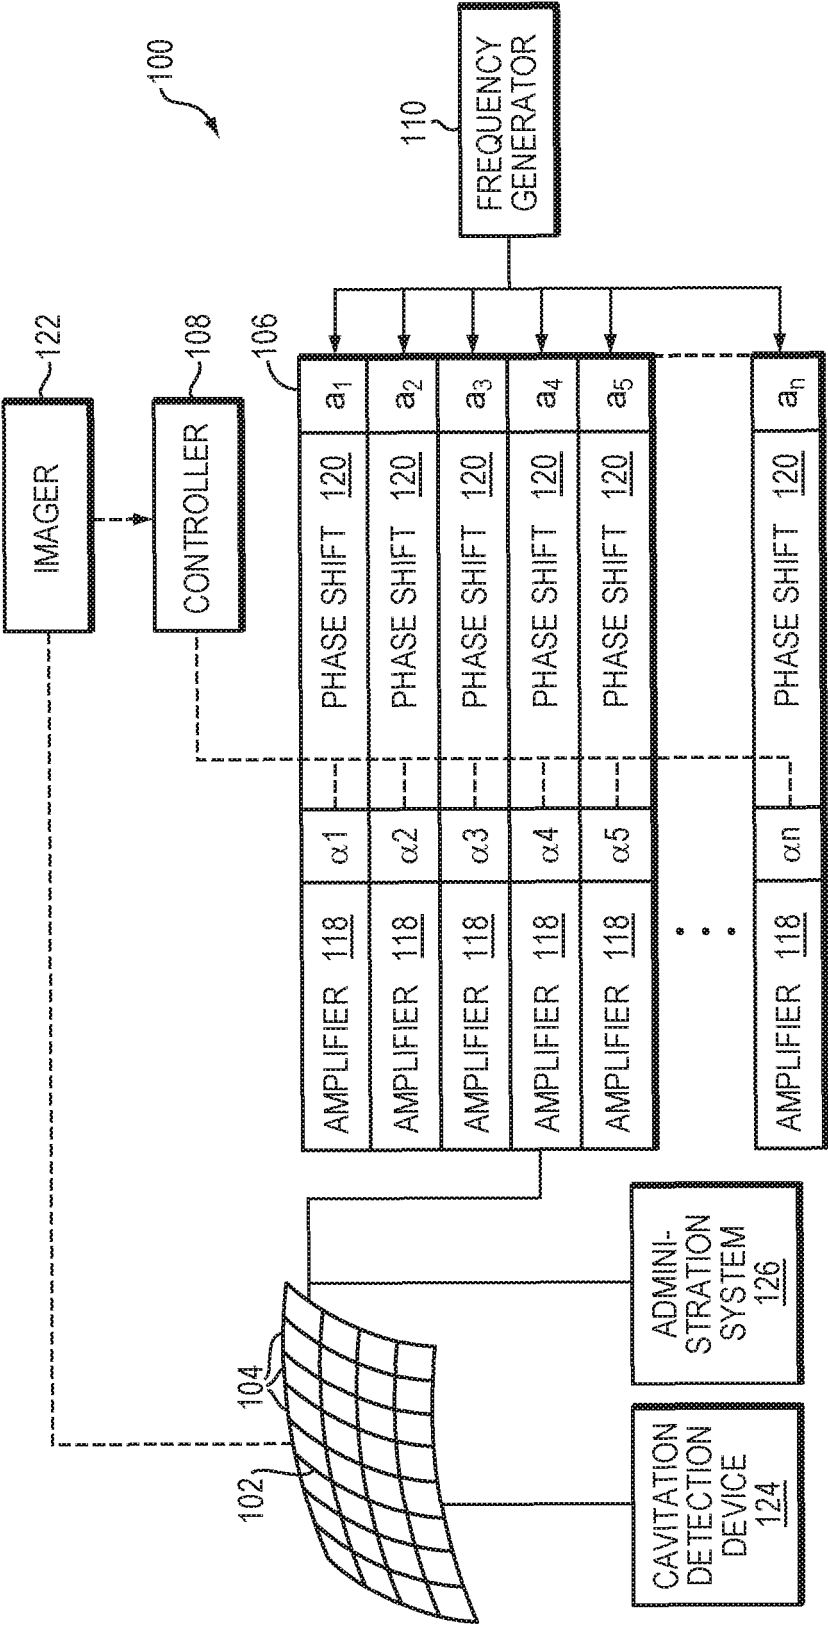 100
IMAGER
122
CONTROLLER
108
106
FREQUENCY
GENERATOR
110
AMPLIFIER 118 α1 PHASE SHIFT 120 a1
AMPLIFIER 118 α2 PHASE SHIFT 120 a2
AMPLIFIER 118 α3 PHASE SHIFT 120 a3
AMPLIFIER 118 α4 PHASE SHIFT 120 a4
AMPLIFIER 118 α5 PHASE SHIFT 120 a5
AMPLIFIER 118 αn PHASE SHIFT 120 an
104
102
CAVITATION
DETECTION
DEVICE
124
ADMINI-
STRATION
SYSTEM
126